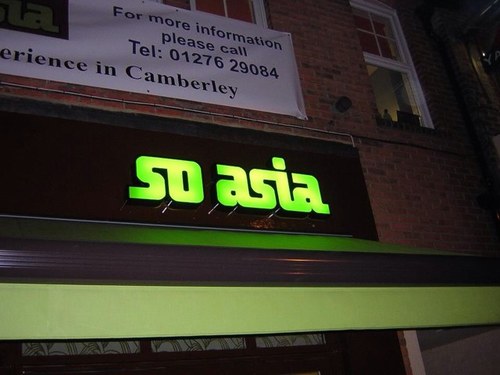 For more information
please call
Tel: 01276 29084
erience in Camberley
so asia